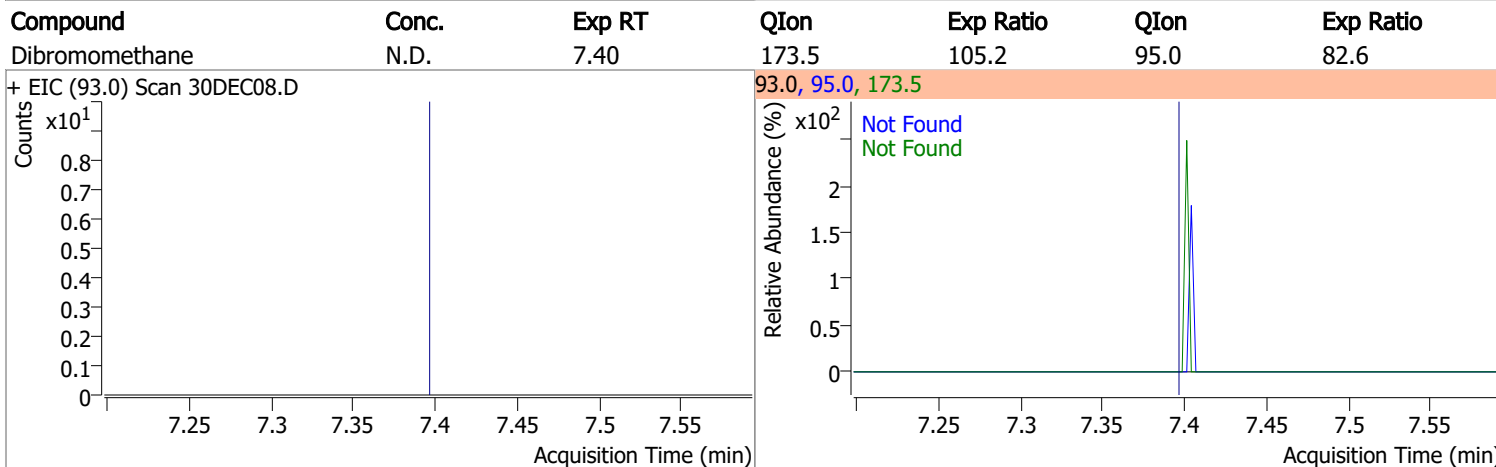 Compound Conc. Exp RT QIon Exp Ratio QIon Exp Ratio
Dibromomethane N.D. 7.40 173.5 105.2 95.0 82.6
+ EIC (93.0) Scan 30DEC08.D
Counts
x10¹
0.8
0.7
0.6
0.5
0.4
0.3
0.2
0.1
0
7.25 7.3 7.35 7.4 7.45 7.5 7.55
Acquisition Time (min)
93.0, 95.0, 173.5
Relative Abundance (%)
x10²
Not Found
Not Found
2
1.5
1
0.5
0
7.25 7.3 7.35 7.4 7.45 7.5 7.55
Acquisition Time (min)